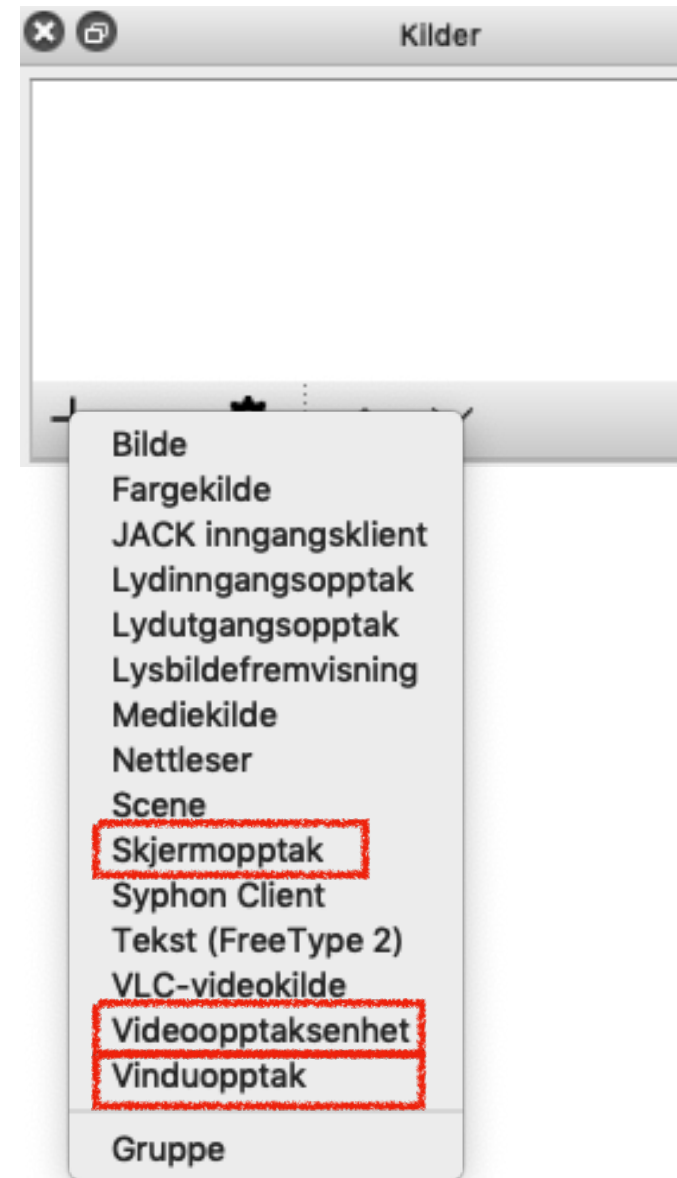 Kilder
Bilde
Fargekilde
JACK inngangsklient
Lydinngangsopptak
Lydutgangsopptak
Lysbildefremvisning
Mediekilde
Nettleser
Scene
Skjermopptak
Syphon Client
Tekst (FreeType 2)
VLC-videokilde
Videoopptaksenhet
Vinduopptak
Gruppe